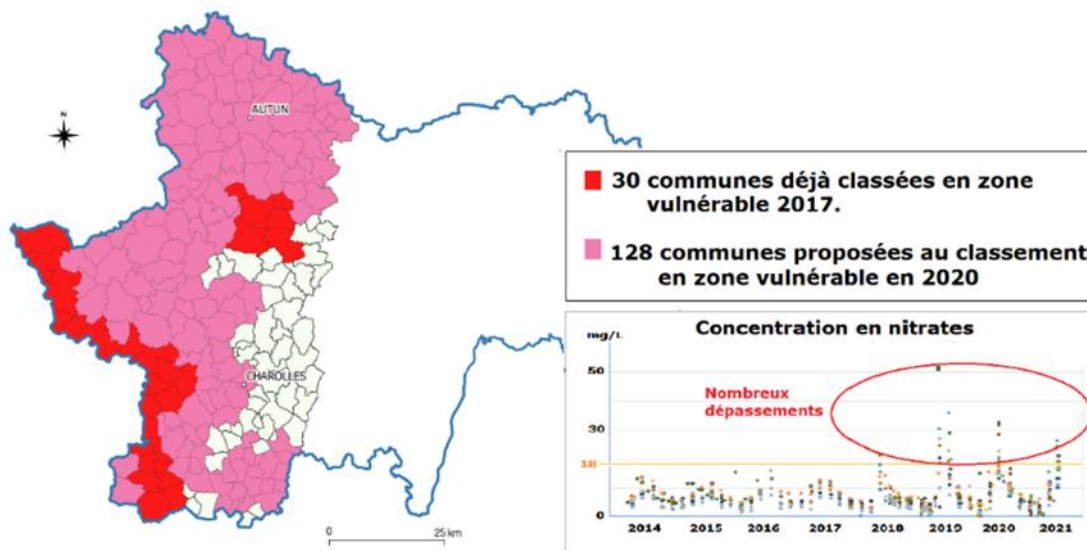 N
AUTUN
CHAROLLES
0 25 km
30 communes déjà classées en zone
vulnérable 2017.
128 communes proposées au classement
en zone vulnérable en 2020
mg/L
Concentration en nitrates
50
Nombreux
dépassements
30
18
0
2014 2015 2016 2017 2018 2019 2020 2021